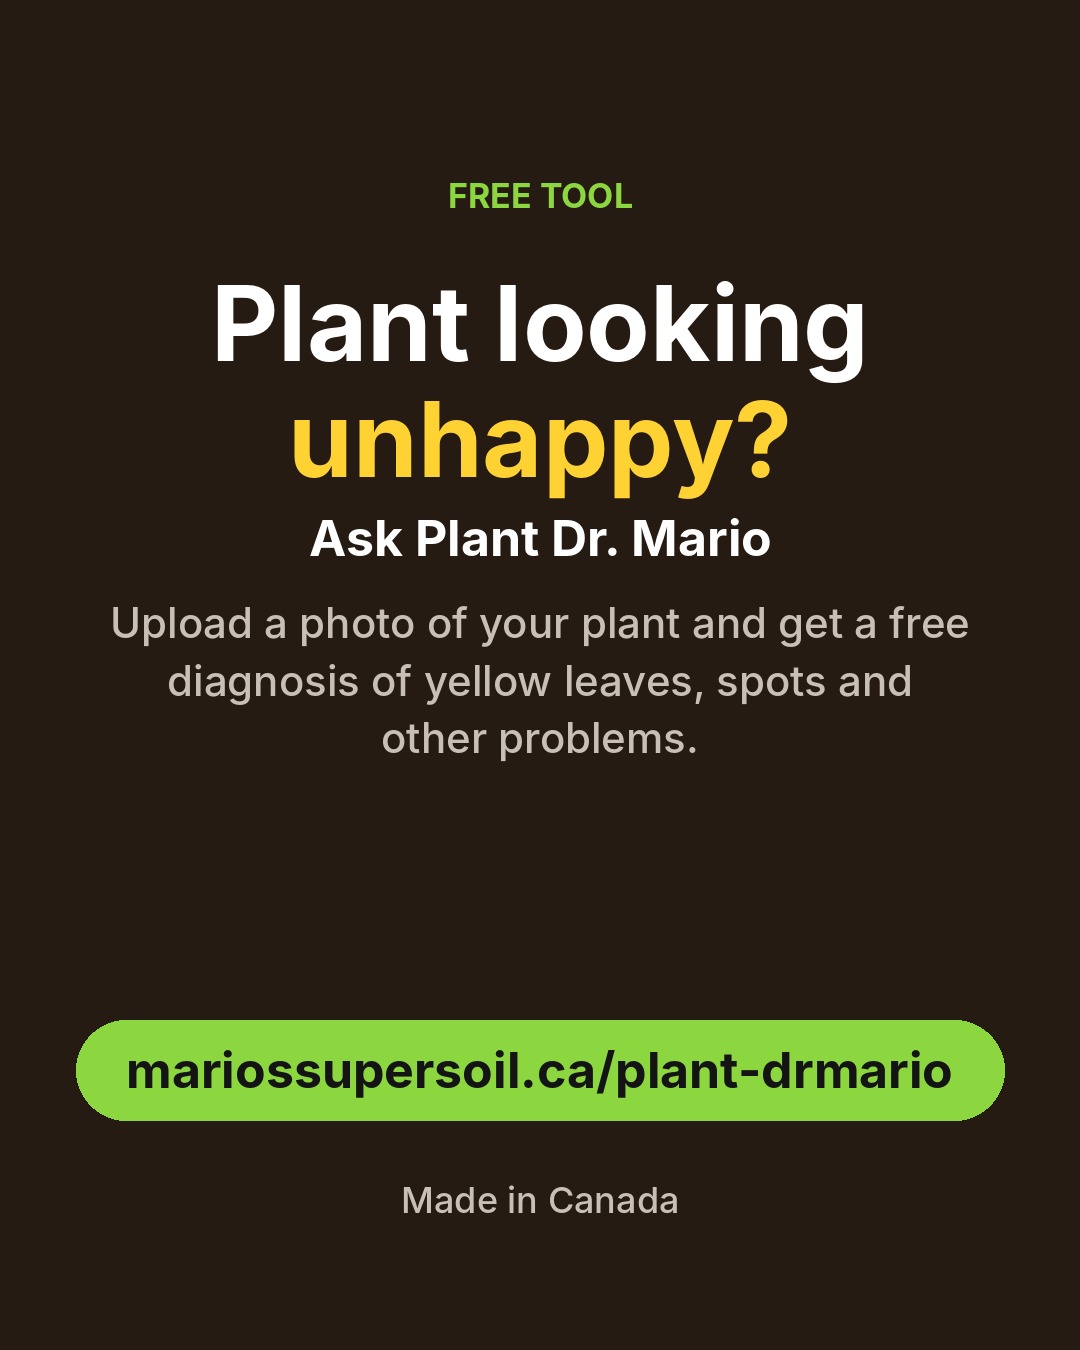 FREE TOOL
Plant looking
unhappy?
Ask Plant Dr. Mario
Upload a photo of your plant and get a free
diagnosis of yellow leaves, spots and
other problems.
mariossupersoil.ca/plant-drmario
Made in Canada